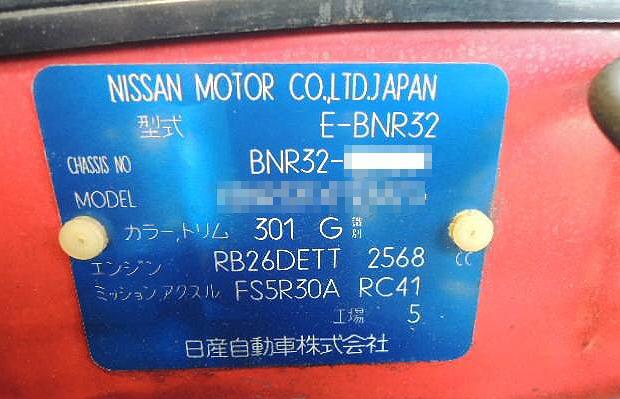 NISSAN MOTOR CO.,LTD.JAPAN
型式 E-BNR32
CHASSIS NO BNR32-
MODEL
カラー,トリム 301 G 識別
エンジン RB26DETT 2568 CC
ミッション,アクスル FS5R30A RC41
工場 5
日産自動車株式会社